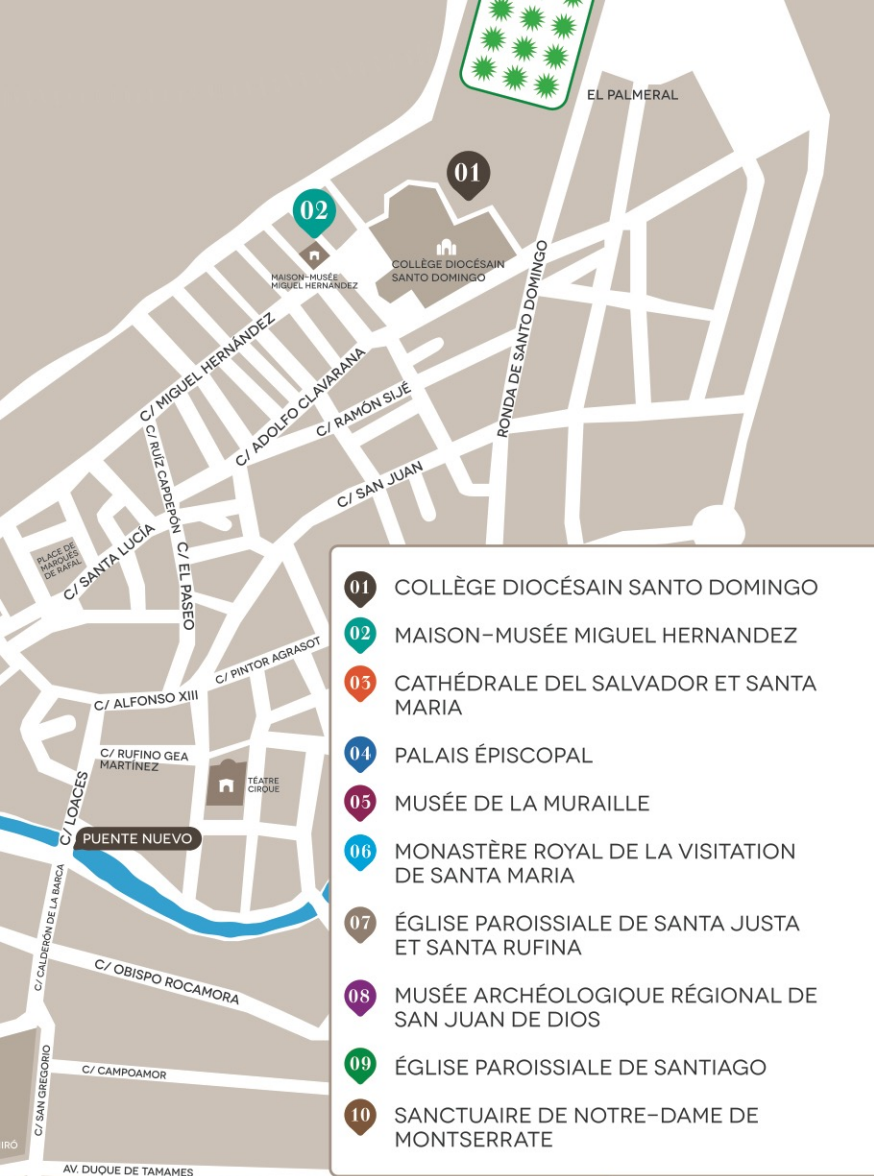 EL PALMERAL
01
02
COLLÈGE DIOCÉSAIN
SANTO DOMINGO
MAISON-MUSÉE
MIGUEL HERNANDEZ
RONDA DE SANTO DOMINGO
C/ MIGUEL HERNÁNDEZ
C/ ADOLFO CLAVARANA
C/ RAMÓN SIJÉ
C/ RUÍZ CAPDEPÓN
C/ SAN JUAN
PLACE DE
MARQUÉS
DE RAFAL
C/ SANTA LUCÍA
C/ EL PASEO
C/ PINTOR AGRASOT
C/ ALFONSO XIII
C/ RUFINO GEA
MARTÍNEZ
TÉATRE
CIRQUE
C/ LOACES
PUENTE NUEVO
C/ CALDERÓN DE LA BARCA
C/ OBISPO ROCAMORA
C/ SAN GREGORIO
C/ CAMPOAMOR
IRÓ
AV. DUQUE DE TAMAMES
01 COLLÈGE DIOCÉSAIN SANTO DOMINGO
02 MAISON-MUSÉE MIGUEL HERNANDEZ
03 CATHÉDRALE DEL SALVADOR ET SANTA
MARIA
04 PALAIS ÉPISCOPAL
05 MUSÉE DE LA MURAILLE
06 MONASTÈRE ROYAL DE LA VISITATION
DE SANTA MARIA
07 ÉGLISE PAROISSIALE DE SANTA JUSTA
ET SANTA RUFINA
08 MUSÉE ARCHÉOLOGIQUE RÉGIONAL DE
SAN JUAN DE DIOS
09 ÉGLISE PAROISSIALE DE SANTIAGO
10 SANCTUAIRE DE NOTRE-DAME DE
MONTSERRATE